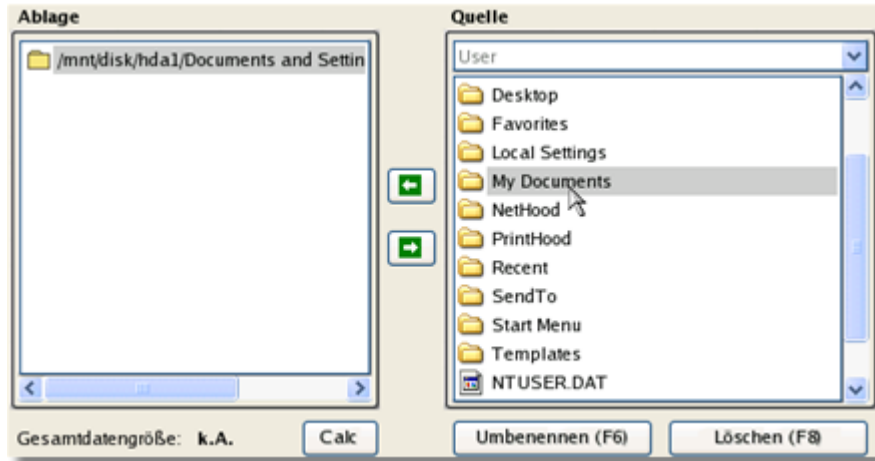 Ablage
/mnt/disk/hda1/Documents and Settin
Gesamtdatengröße: k.A.
Calc
Quelle
User
Desktop
Favorites
Local Settings
My Documents
NetHood
PrintHood
Recent
SendTo
Start Menu
Templates
NTUSER.DAT
Umbenennen (F6)
Löschen (F8)